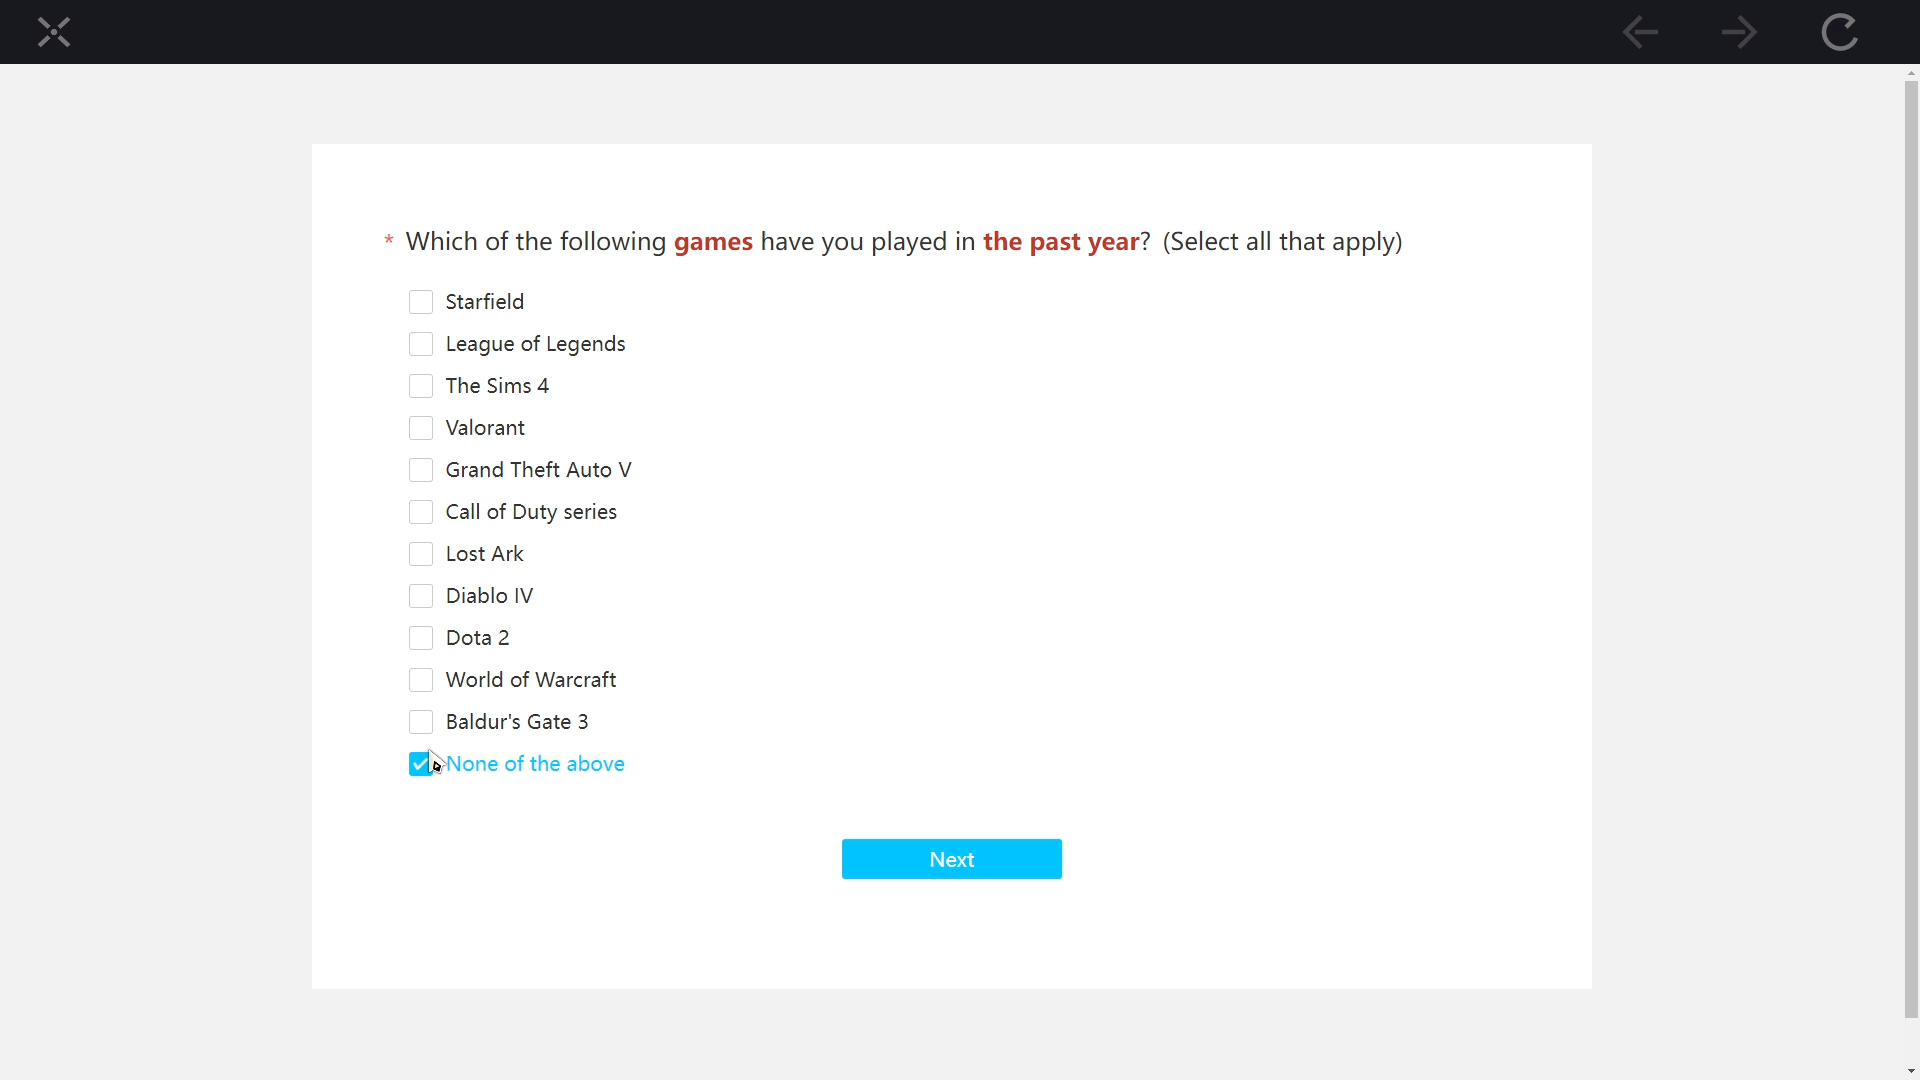 * Which of the following games have you played in the past year? (Select all that apply)
Starfield
League of Legends
The Sims 4
Valorant
Grand Theft Auto V
Call of Duty series
Lost Ark
Diablo IV
Dota 2
World of Warcraft
Baldur's Gate 3
None of the above
Next